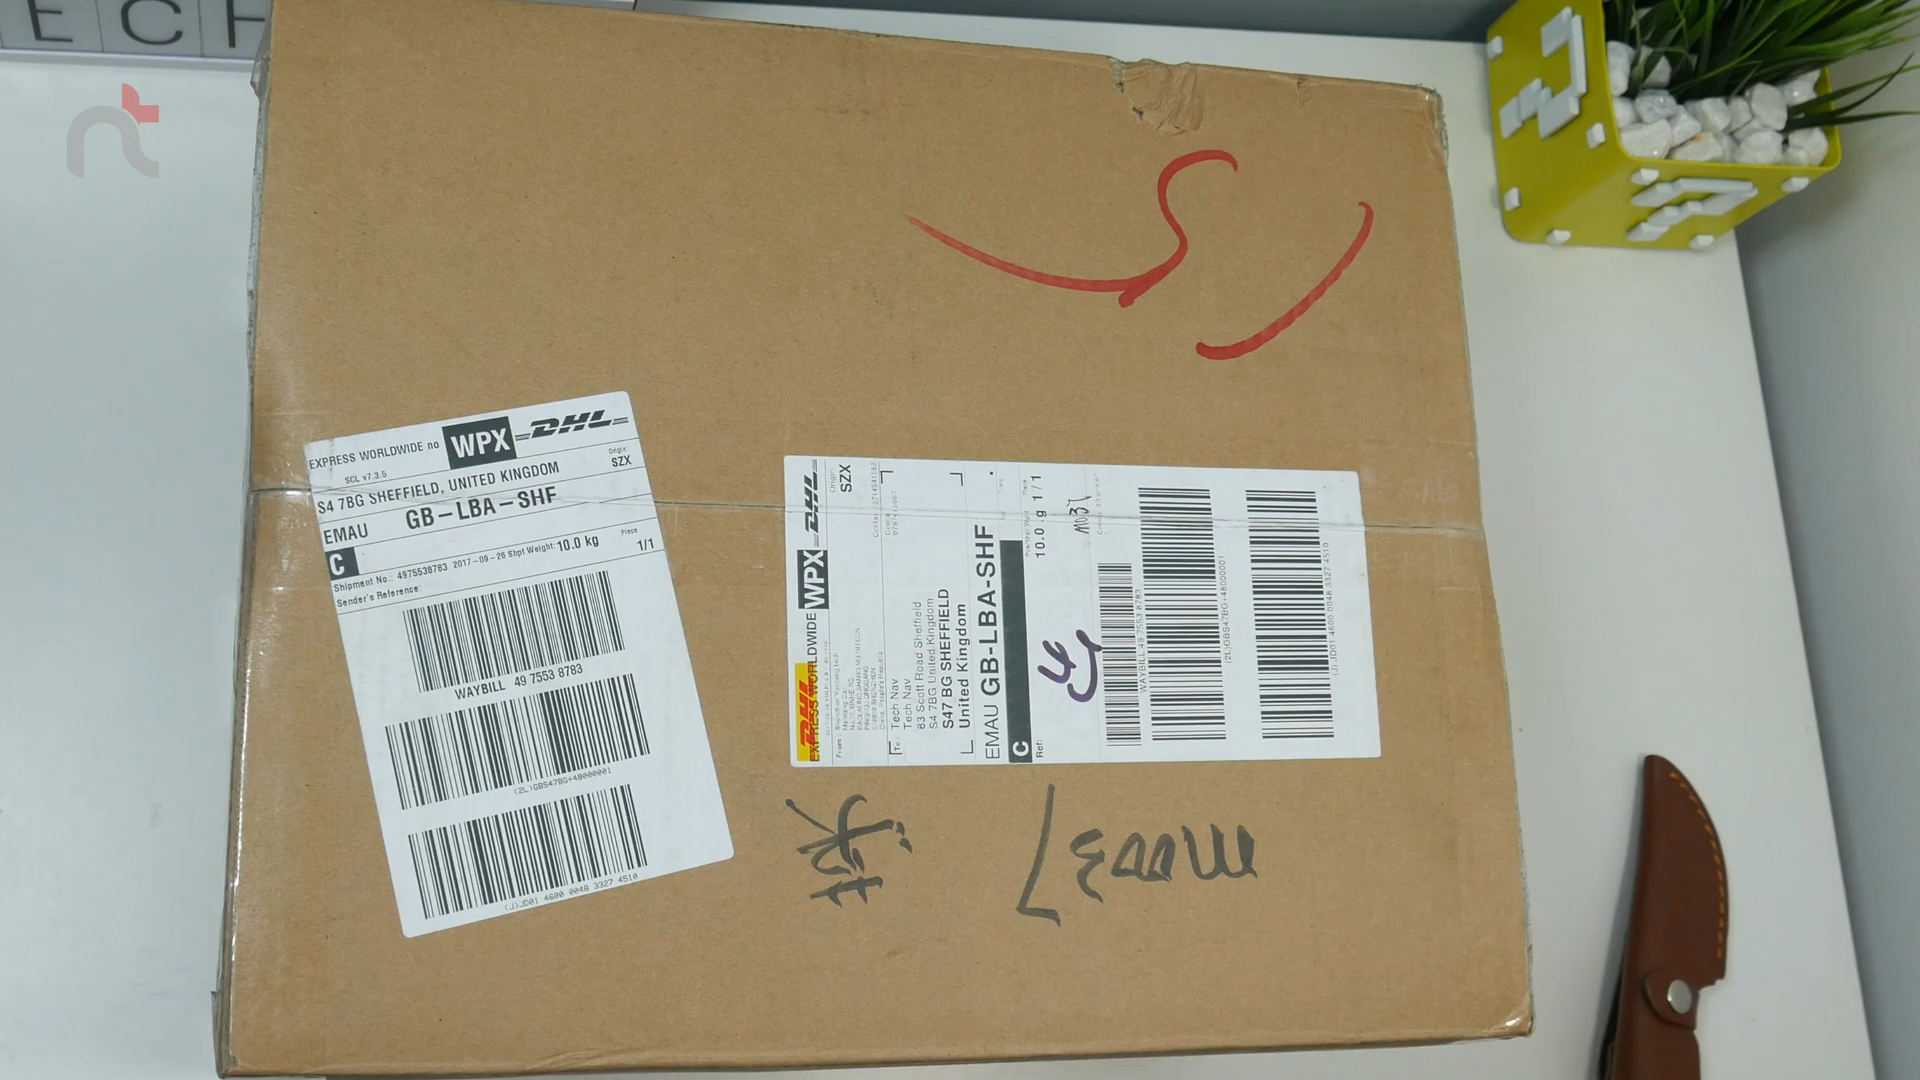 ECH
EXPRESS WORLDWIDE no
WPX
DHL
SCL v7.3.6
Origin
SZX
S4 7BG SHEFFIELD, UNITED KINGDOM
EMAU
GB-LBA-SHF
C
Shipment No.: 4975538783 2017-09-26 Shpt Weight: 10.0 kg
Piece
1/1
Sender's Reference:
WAYBILL 49 7553 8783
(2L)GBS47BG+48000001
(J)JD01 4600 0048 3327 4510
EXPRESS WORLDWIDE
WPX
DHL
DHL
Origin
SZX
From :
To :
Tech Nav
Tech Nav
83 Scott Road Sheffield
S4 7BG United Kingdom
S47 BG SHEFFIELD
United Kingdom
EMAU GB-LBA-SHF
C
Ref:
10.0
g 1/1
WAYBILL 49 7553 8783
(2L)GBS47BG+48000001
(J) JD01 4600 0048 3327 4510
M037